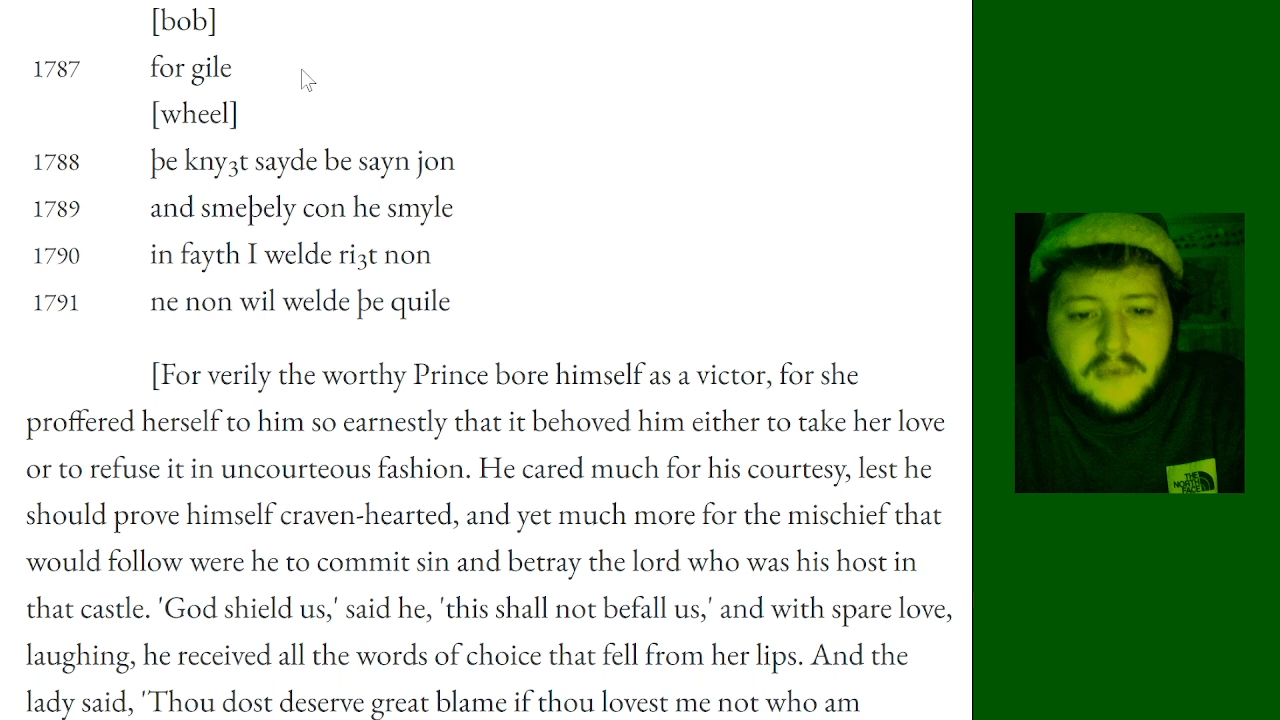 [bob]
1787 for gile
[wheel]
1788 þe knyȝt sayde be sayn jon
1789 and smeþely con he smyle
1790 in fayth I welde riȝt non
1791 ne non wil welde þe quile
[For verily the worthy Prince bore himself as a victor, for she
proffered herself to him so earnestly that it behoved him either to take her love
or to refuse it in uncourteous fashion. He cared much for his courtesy, lest he
should prove himself craven-hearted, and yet much more for the mischief that
would follow were he to commit sin and betray the lord who was his host in
that castle. 'God shield us,' said he, 'this shall not befall us,' and with spare love,
laughing, he received all the words of choice that fell from her lips. And the
lady said, 'Thou dost deserve great blame if thou lovest me not who am
THE
NORTH
FACE